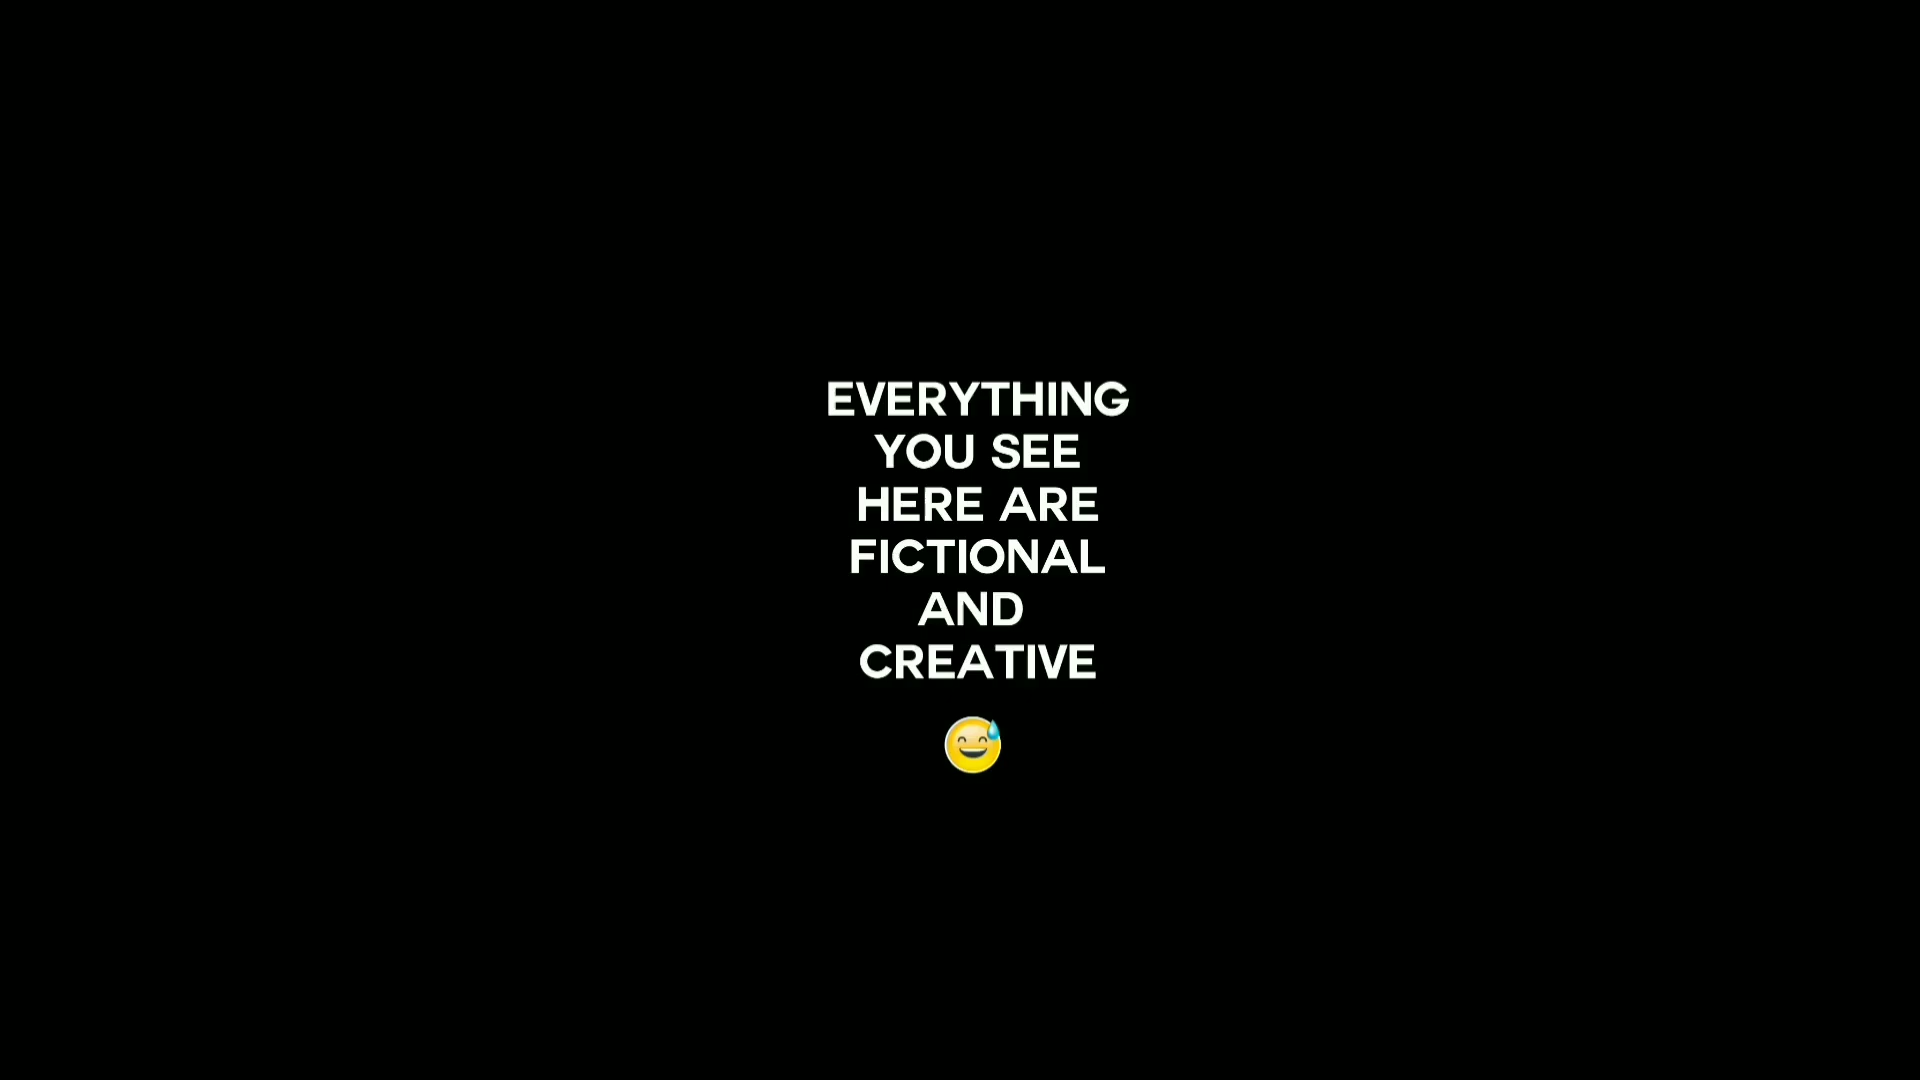 EVERYTHING
YOU SEE
HERE ARE
FICTIONAL
AND
CREATIVE
😅